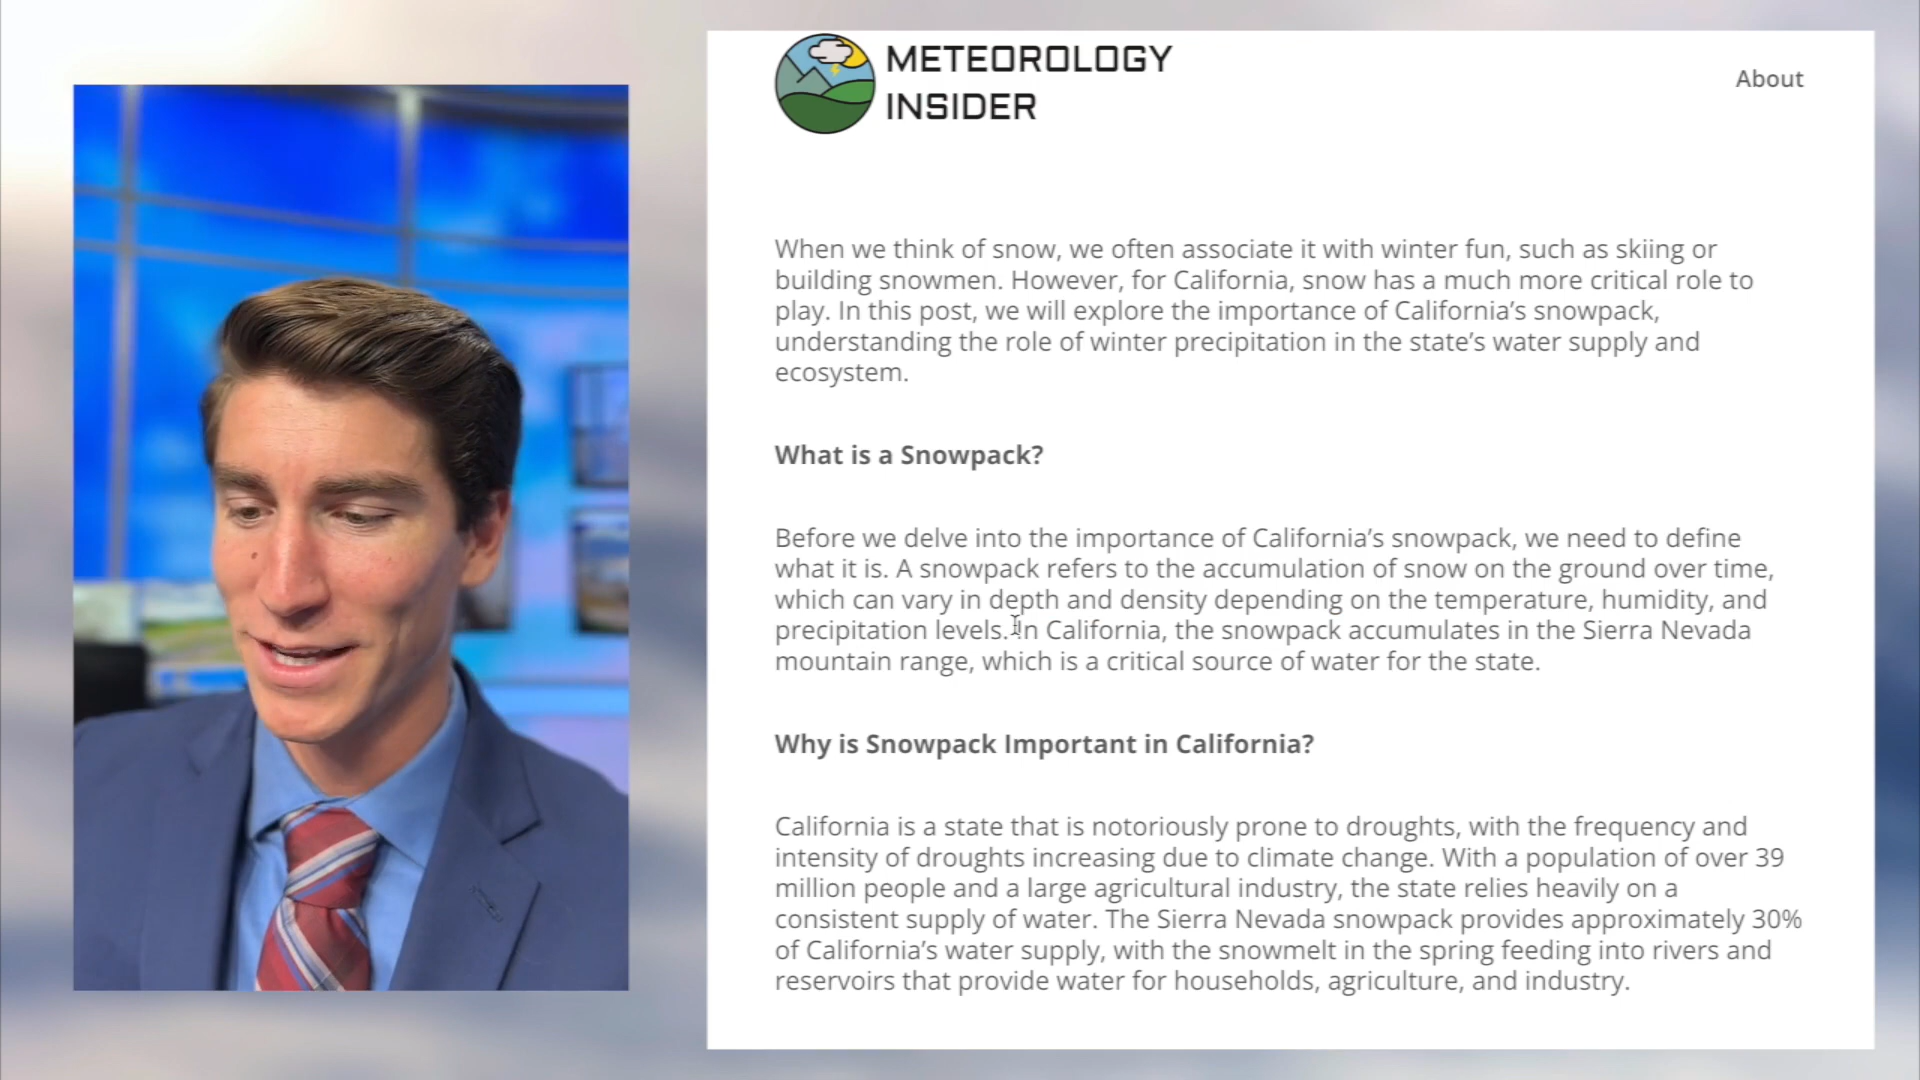 METEOROLOGY
INSIDER
About
When we think of snow, we often associate it with winter fun, such as skiing or
building snowmen. However, for California, snow has a much more critical role to
play. In this post, we will explore the importance of California’s snowpack,
understanding the role of winter precipitation in the state’s water supply and
ecosystem.
What is a Snowpack?
Before we delve into the importance of California’s snowpack, we need to define
what it is. A snowpack refers to the accumulation of snow on the ground over time,
which can vary in depth and density depending on the temperature, humidity, and
precipitation levels. In California, the snowpack accumulates in the Sierra Nevada
mountain range, which is a critical source of water for the state.
Why is Snowpack Important in California?
California is a state that is notoriously prone to droughts, with the frequency and
intensity of droughts increasing due to climate change. With a population of over 39
million people and a large agricultural industry, the state relies heavily on a
consistent supply of water. The Sierra Nevada snowpack provides approximately 30%
of California’s water supply, with the snowmelt in the spring feeding into rivers and
reservoirs that provide water for households, agriculture, and industry.